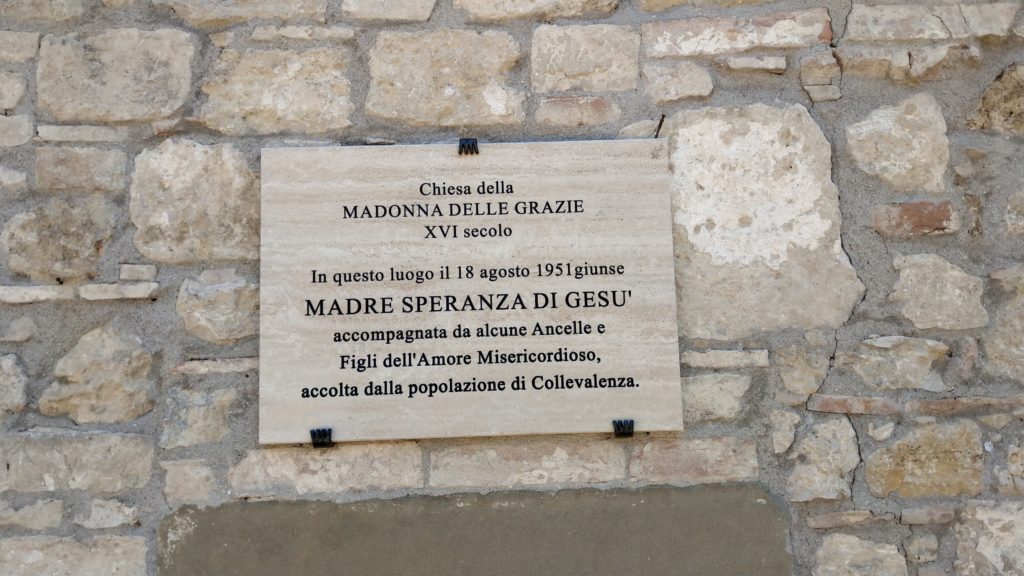 Chiesa della
MADONNA DELLE GRAZIE
XVI secolo
In questo luogo il 18 agosto 1951giunse
MADRE SPERANZA DI GESU'
accompagnata da alcune Ancelle e
Figli dell'Amore Misericordioso,
accolta dalla popolazione di Collevalenza.